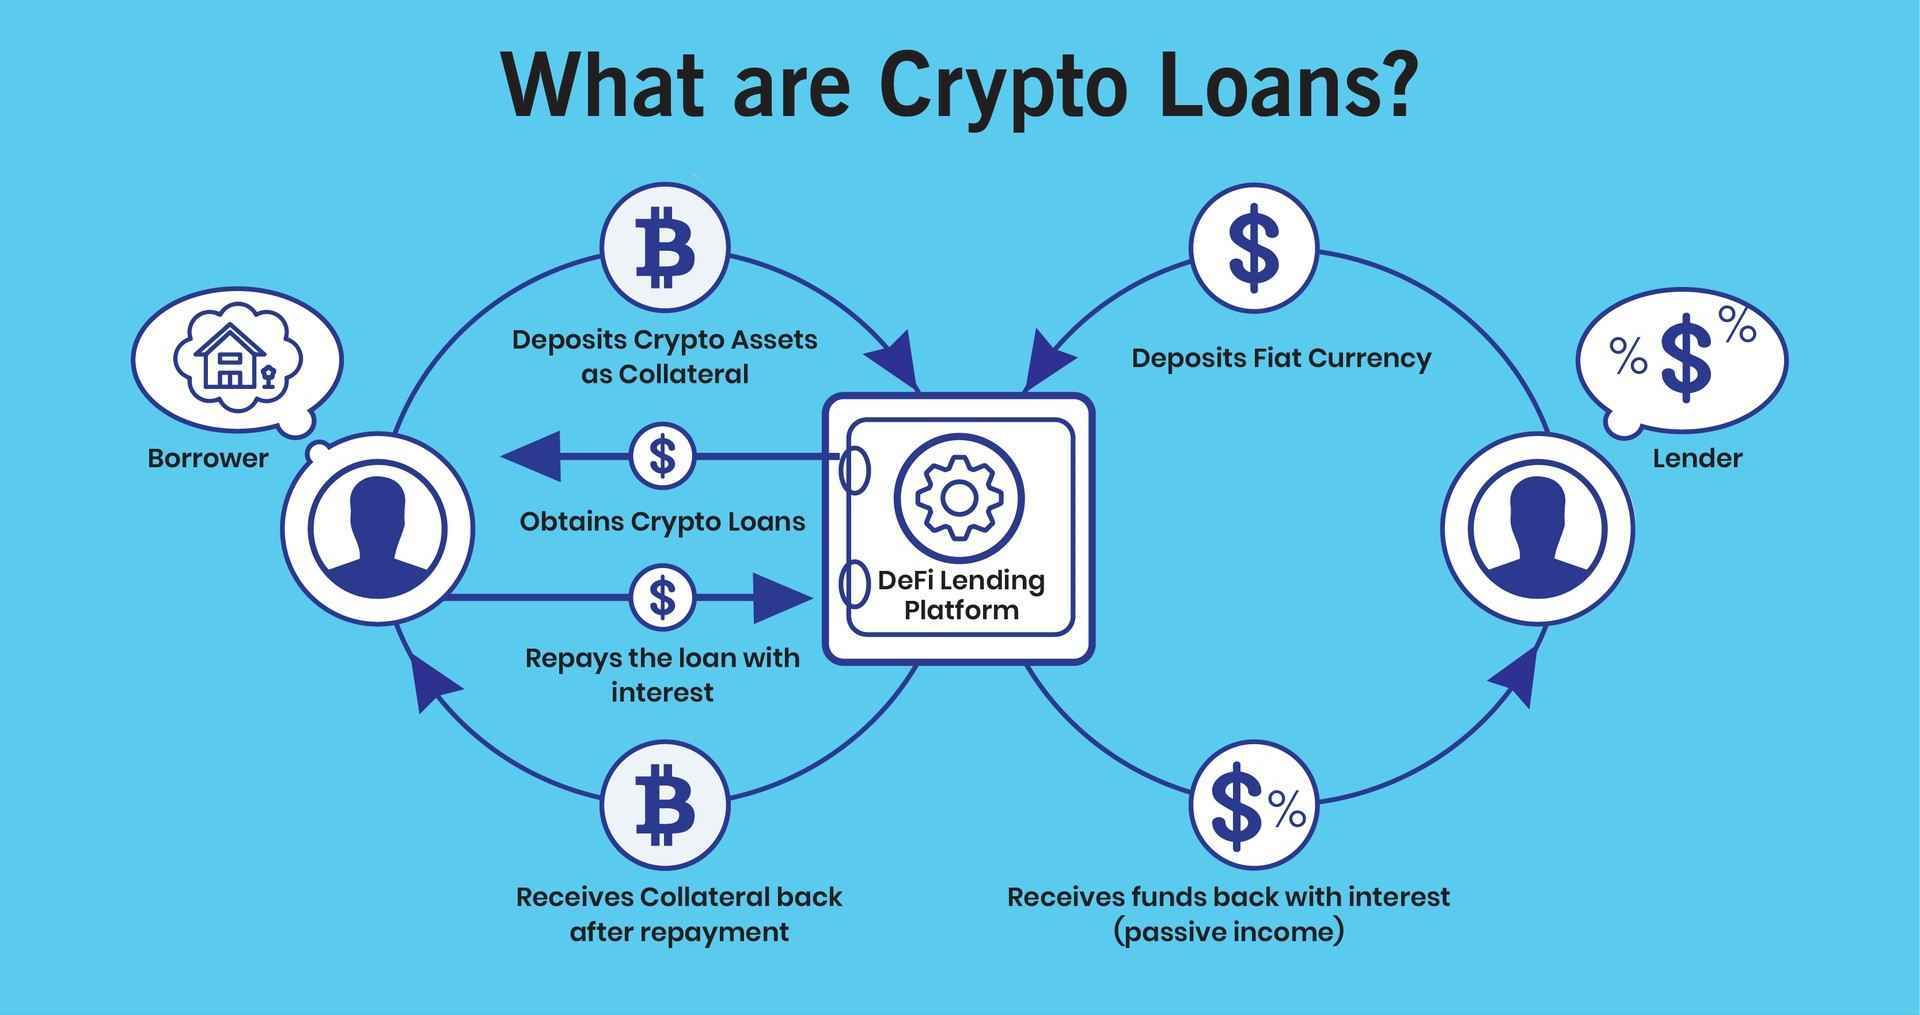 What are Crypto Loans?
₿
$
Deposits Crypto Assets
as Collateral
Deposits Fiat Currency
% $ %
Borrower
Lender
$
Obtains Crypto Loans
DeFi Lending
Platform
$
Repays the loan with
interest
₿
$%
Receives Collateral back
after repayment
Receives funds back with interest
(passive income)